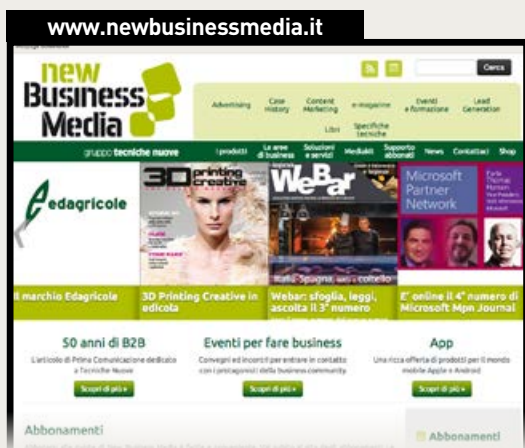 www.newbusinessmedia.it
new
Business
Media
Cerca
Advertising
Case
History
Content
Marketing
e-magazine
Eventi
e formazione
Lead
Generation
Libri
Specifiche
tecniche
gruppo tecniche nuove
I prodotti
Le aree
di business
Soluzioni
e servizi
Mediakit
Supporto
abbonati
News
Contattaci
Shop
edagricole
3D printing
creative
WeBar
Italia-Spagna, coltello
Microsoft
Partner
Network
Il marchio Edagricole
3D Printing Creative in
edicola
Webar: sfoglia, leggi,
ascolta il 3° numero
E' online il 4° numero di
Microsoft Mpn Journal
50 anni di B2B
L'articolo di Prima Comunicazione dedicato
a Tecniche Nuove
Scopri di più »
Eventi per fare business
Convegni ed incontri per entrare in contatto
con i protagonisti della business community
Scopri di più »
App
Una ricca offerta di prodotti per il mondo
mobile Apple e Android
Scopri di più »
Abbonamenti
Abbonamenti